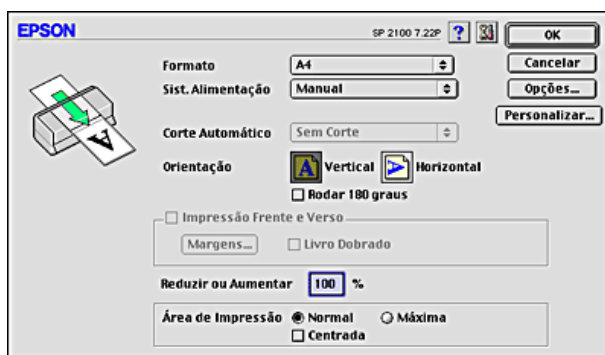 EPSON SP 2100 7.22P ? OK
Formato A4 Cancelar
Sist. Alimentação Manual Opções...
Personalizar...
Corte Automático Sem Corte
Orientação A Vertical A Horizontal
Rodar 180 graus
Impressão Frente e Verso
Margens... Livro Dobrado
A
Reduzir ou Aumentar 100 %
Área de Impressão Normal Máxima
Centrada